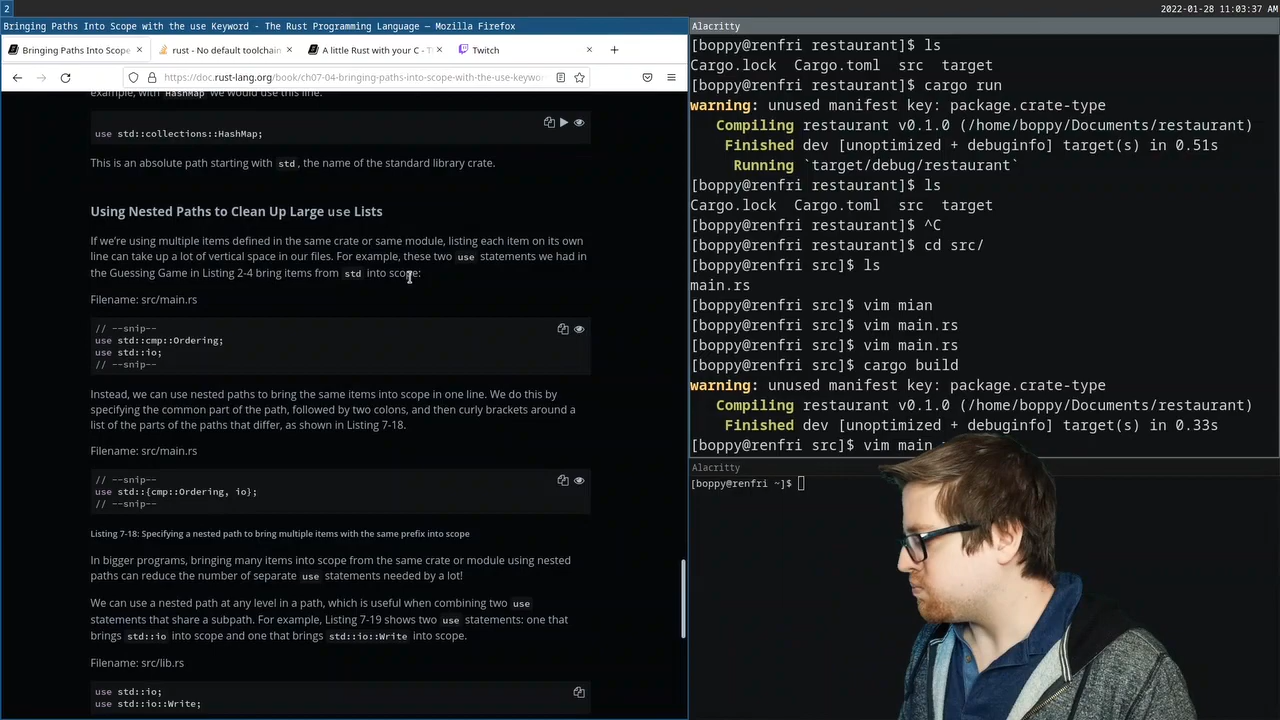 2
2022-01-28 11:03:37 AM
Bringing Paths Into Scope with the use Keyword - The Rust Programming Language — Mozilla Firefox
Bringing Paths Into Scope
rust - No default toolchain
A little Rust with your C - T
Twitch
https://doc.rust-lang.org/book/ch07-04-bringing-paths-into-scope-with-the-use-keywo
example, with HashMap we would use this line.
use std::collections::HashMap;
This is an absolute path starting with std, the name of the standard library crate.
Using Nested Paths to Clean Up Large use Lists
If we’re using multiple items defined in the same crate or same module, listing each item on its own
line can take up a lot of vertical space in our files. For example, these two use statements we had in
the Guessing Game in Listing 2-4 bring items from std into scope:
Filename: src/main.rs
// --snip--
use std::cmp::Ordering;
use std::io;
// --snip--
Instead, we can use nested paths to bring the same items into scope in one line. We do this by
specifying the common part of the path, followed by two colons, and then curly brackets around a
list of the parts of the paths that differ, as shown in Listing 7-18.
Filename: src/main.rs
// --snip--
use std::{cmp::Ordering, io};
// --snip--
Listing 7-18: Specifying a nested path to bring multiple items with the same prefix into scope
In bigger programs, bringing many items into scope from the same crate or module using nested
paths can reduce the number of separate use statements needed by a lot!
We can use a nested path at any level in a path, which is useful when combining two use
statements that share a subpath. For example, Listing 7-19 shows two use statements: one that
brings std::io into scope and one that brings std::io::Write into scope.
Filename: src/lib.rs
use std::io;
use std::io::Write;
Alacritty
[boppy@renfri restaurant]$ ls
Cargo.lock  Cargo.toml  src  target
[boppy@renfri restaurant]$ cargo run
warning: unused manifest key: package.crate-type
Compiling restaurant v0.1.0 (/home/boppy/Documents/restaurant)
Finished dev [unoptimized + debuginfo] target(s) in 0.51s
Running `target/debug/restaurant`
[boppy@renfri restaurant]$ ls
Cargo.lock  Cargo.toml  src  target
[boppy@renfri restaurant]$ ^C
[boppy@renfri restaurant]$ cd src/
[boppy@renfri src]$ ls
main.rs
[boppy@renfri src]$ vim mian
[boppy@renfri src]$ vim main.rs
[boppy@renfri src]$ vim main.rs
[boppy@renfri src]$ cargo build
warning: unused manifest key: package.crate-type
Compiling restaurant v0.1.0 (/home/boppy/Documents/restaurant)
Finished dev [unoptimized + debuginfo] target(s) in 0.33s
[boppy@renfri src]$ vim main
Alacritty
[boppy@renfri ~]$